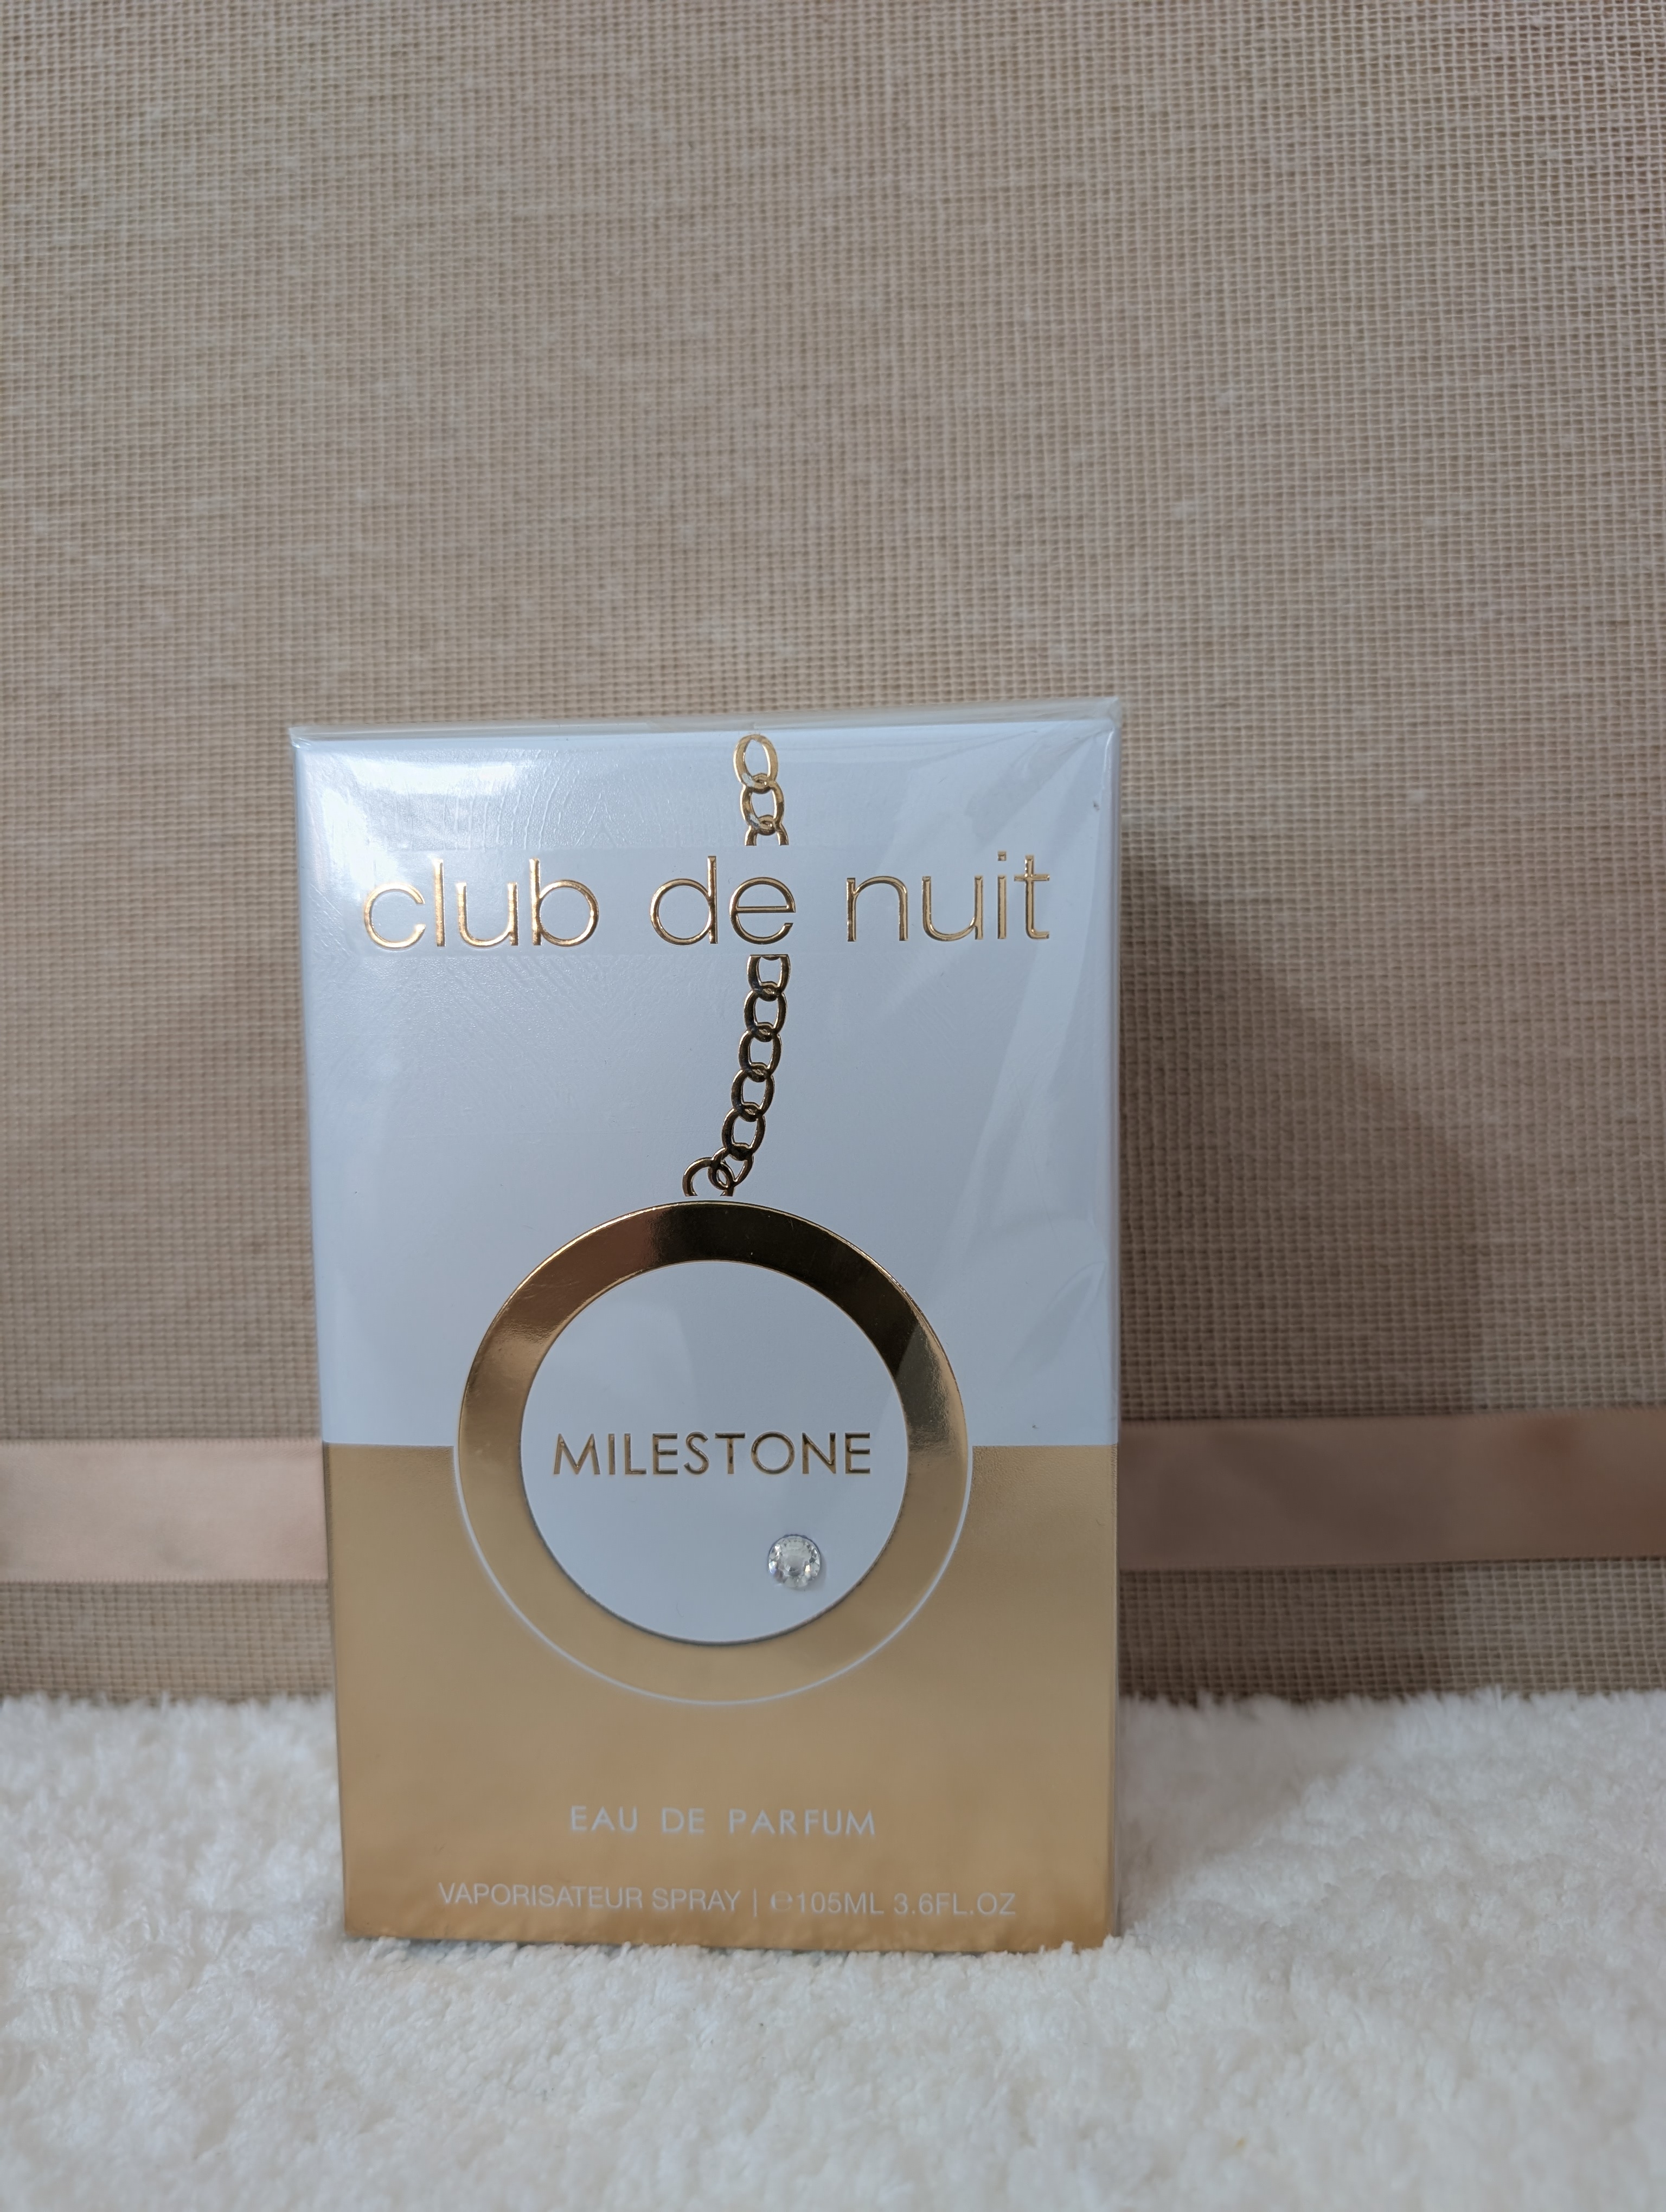 club de nuit
MILESTONE
EAU DE PARFUM
VAPORISATEUR SPRAY | ℮105ML 3.6FL.OZ